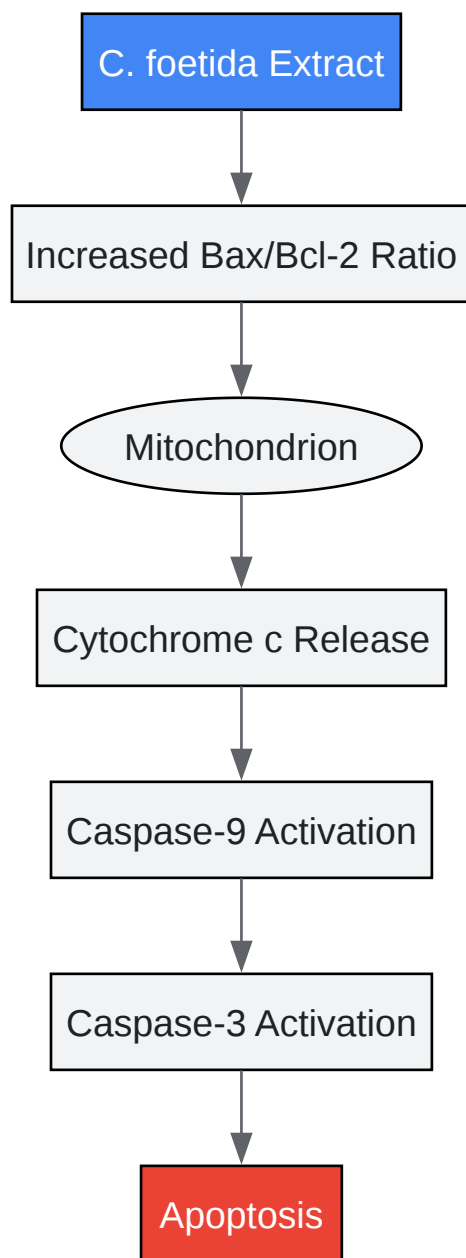 C. foetida Extract
Increased Bax/Bcl-2 Ratio
Mitochondrion
Cytochrome c Release
Caspase-9 Activation
Caspase-3 Activation
Apoptosis